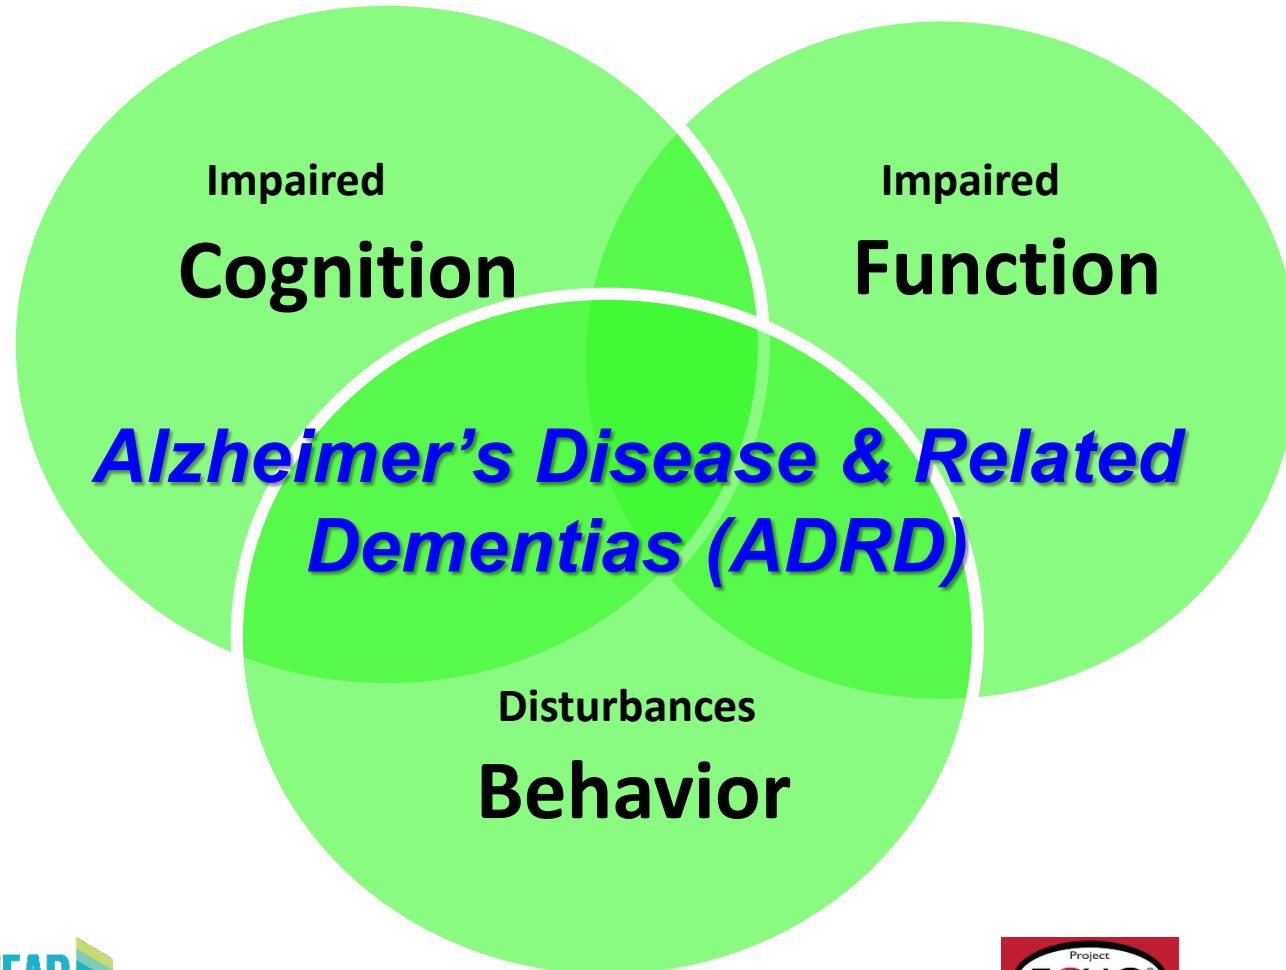 Impaired
Cognition
Impaired
Function
Alzheimer’s Disease & Related
Dementias (ADRD)
Disturbances
Behavior
Project